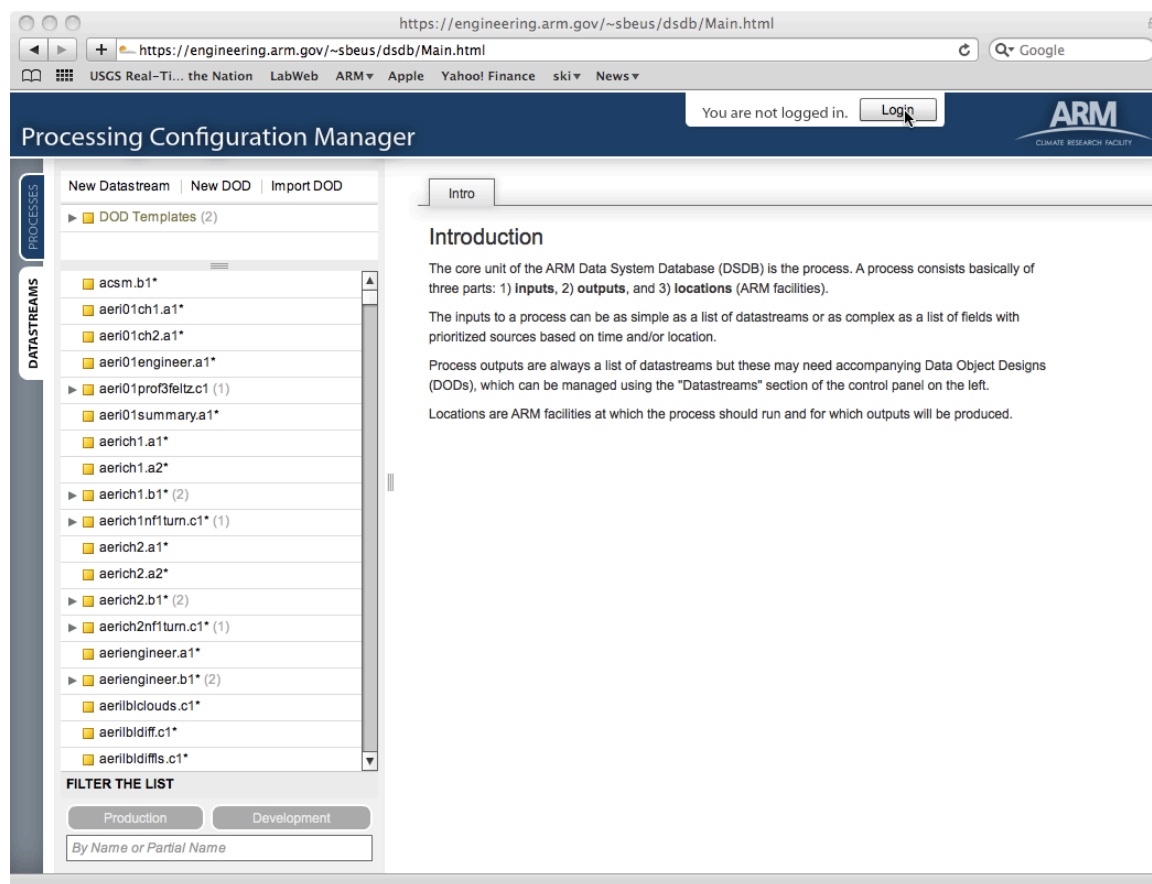 https://engineering.arm.gov/~sbeus/dsdb/Main.html
https://engineering.arm.gov/~sbeus/dsdb/Main.html
Google
USGS Real-Ti... the Nation LabWeb ARM Apple Yahoo! Finance ski News
You are not logged in. Login
Processing Configuration Manager
ARM
CLIMATE RESEARCH FACILITY
PROCESSES
DATASTREAMS
New Datastream New DOD Import DOD
DOD Templates (2)
acsm.b1*
aeri01ch1.a1*
aeri01ch2.a1*
aeri01engineer.a1*
aeri01prof3feltz.c1 (1)
aeri01summary.a1*
aerich1.a1*
aerich1.a2*
aerich1.b1* (2)
aerich1nf1turn.c1* (1)
aerich2.a1*
aerich2.a2*
aerich2.b1* (2)
aerich2nf1turn.c1* (1)
aeriengineer.a1*
aeriengineer.b1* (2)
aerilblclouds.c1*
aerilbldiff.c1*
aerilbldiffls.c1*
FILTER THE LIST
Production Development
By Name or Partial Name
Intro
Introduction
The core unit of the ARM Data System Database (DSDB) is the process. A process consists basically of
three parts: 1) inputs, 2) outputs, and 3) locations (ARM facilities).
The inputs to a process can be as simple as a list of datastreams or as complex as a list of fields with
prioritized sources based on time and/or location.
Process outputs are always a list of datastreams but these may need accompanying Data Object Designs
(DODs), which can be managed using the "Datastreams" section of the control panel on the left.
Locations are ARM facilities at which the process should run and for which outputs will be produced.